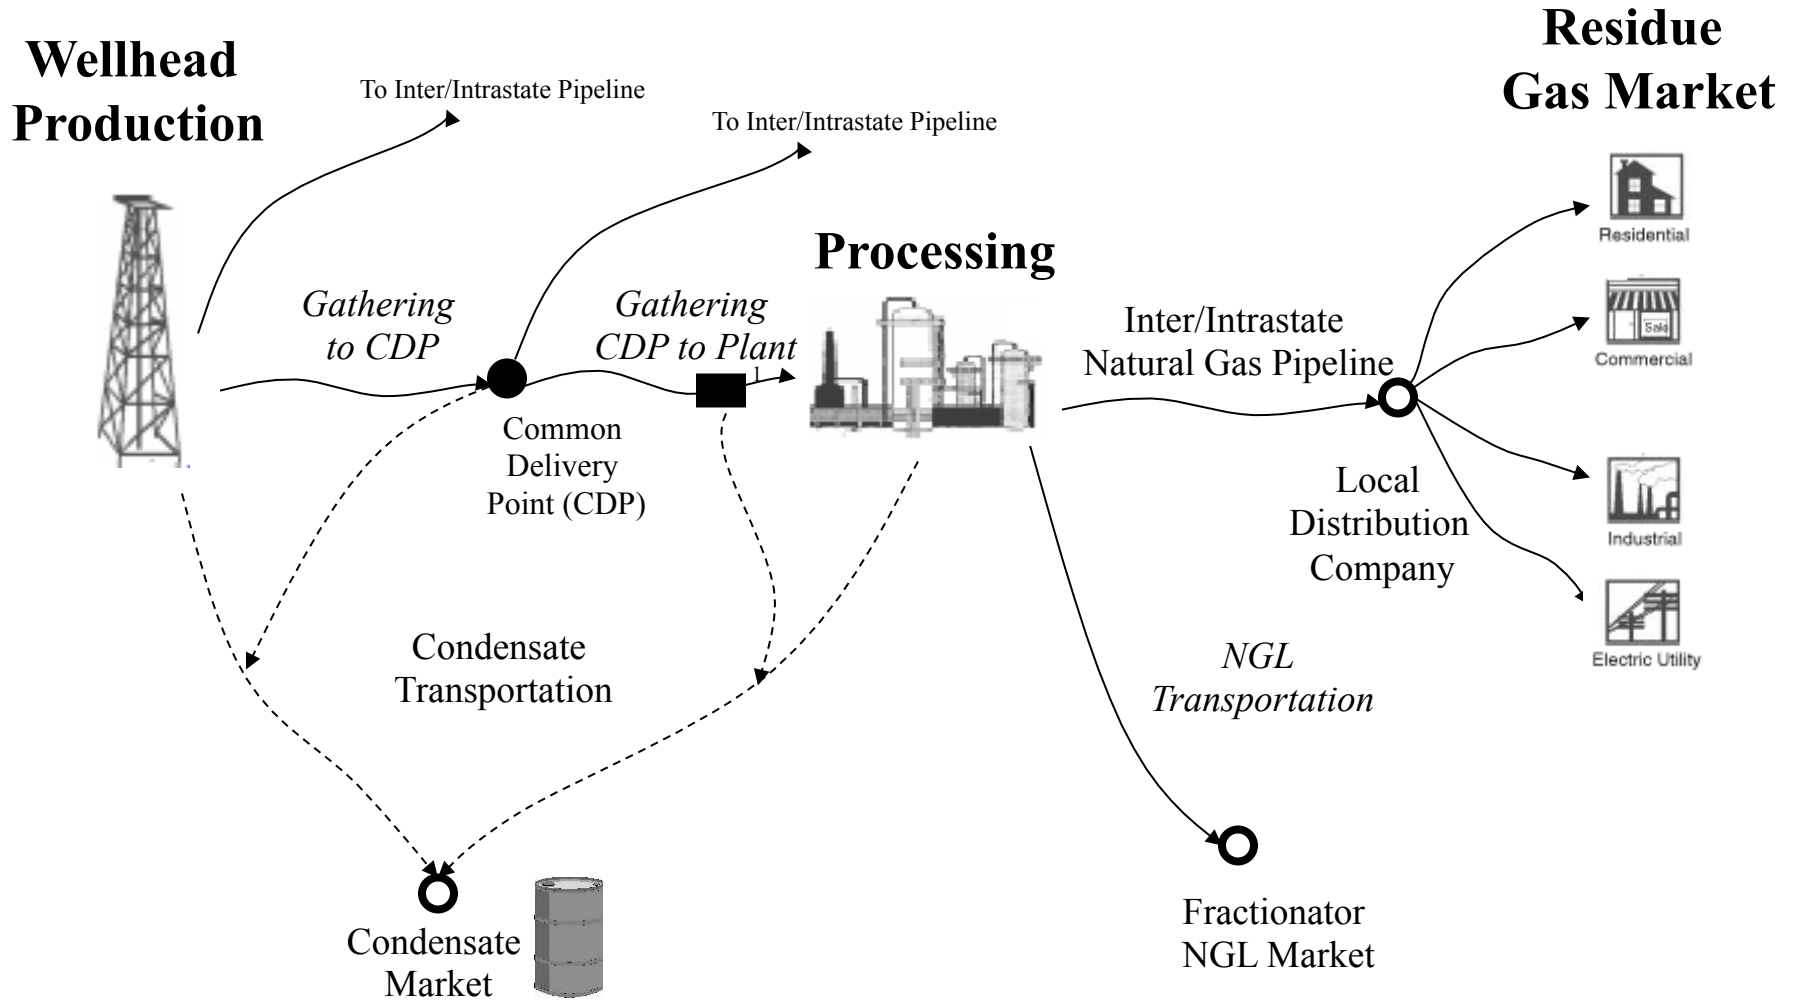 Wellhead
Production
To Inter/Intrastate Pipeline
To Inter/Intrastate Pipeline
Residue
Gas Market
Gathering
to CDP
Gathering
CDP to Plant
1
Processing
Inter/Intrastate
Natural Gas Pipeline
Residential
Sale
Commercial
Industrial
Electric Utility
Common
Delivery
Point (CDP)
Local
Distribution
Company
Condensate
Transportation
NGL
Transportation
Condensate
Market
Fractionator
NGL Market